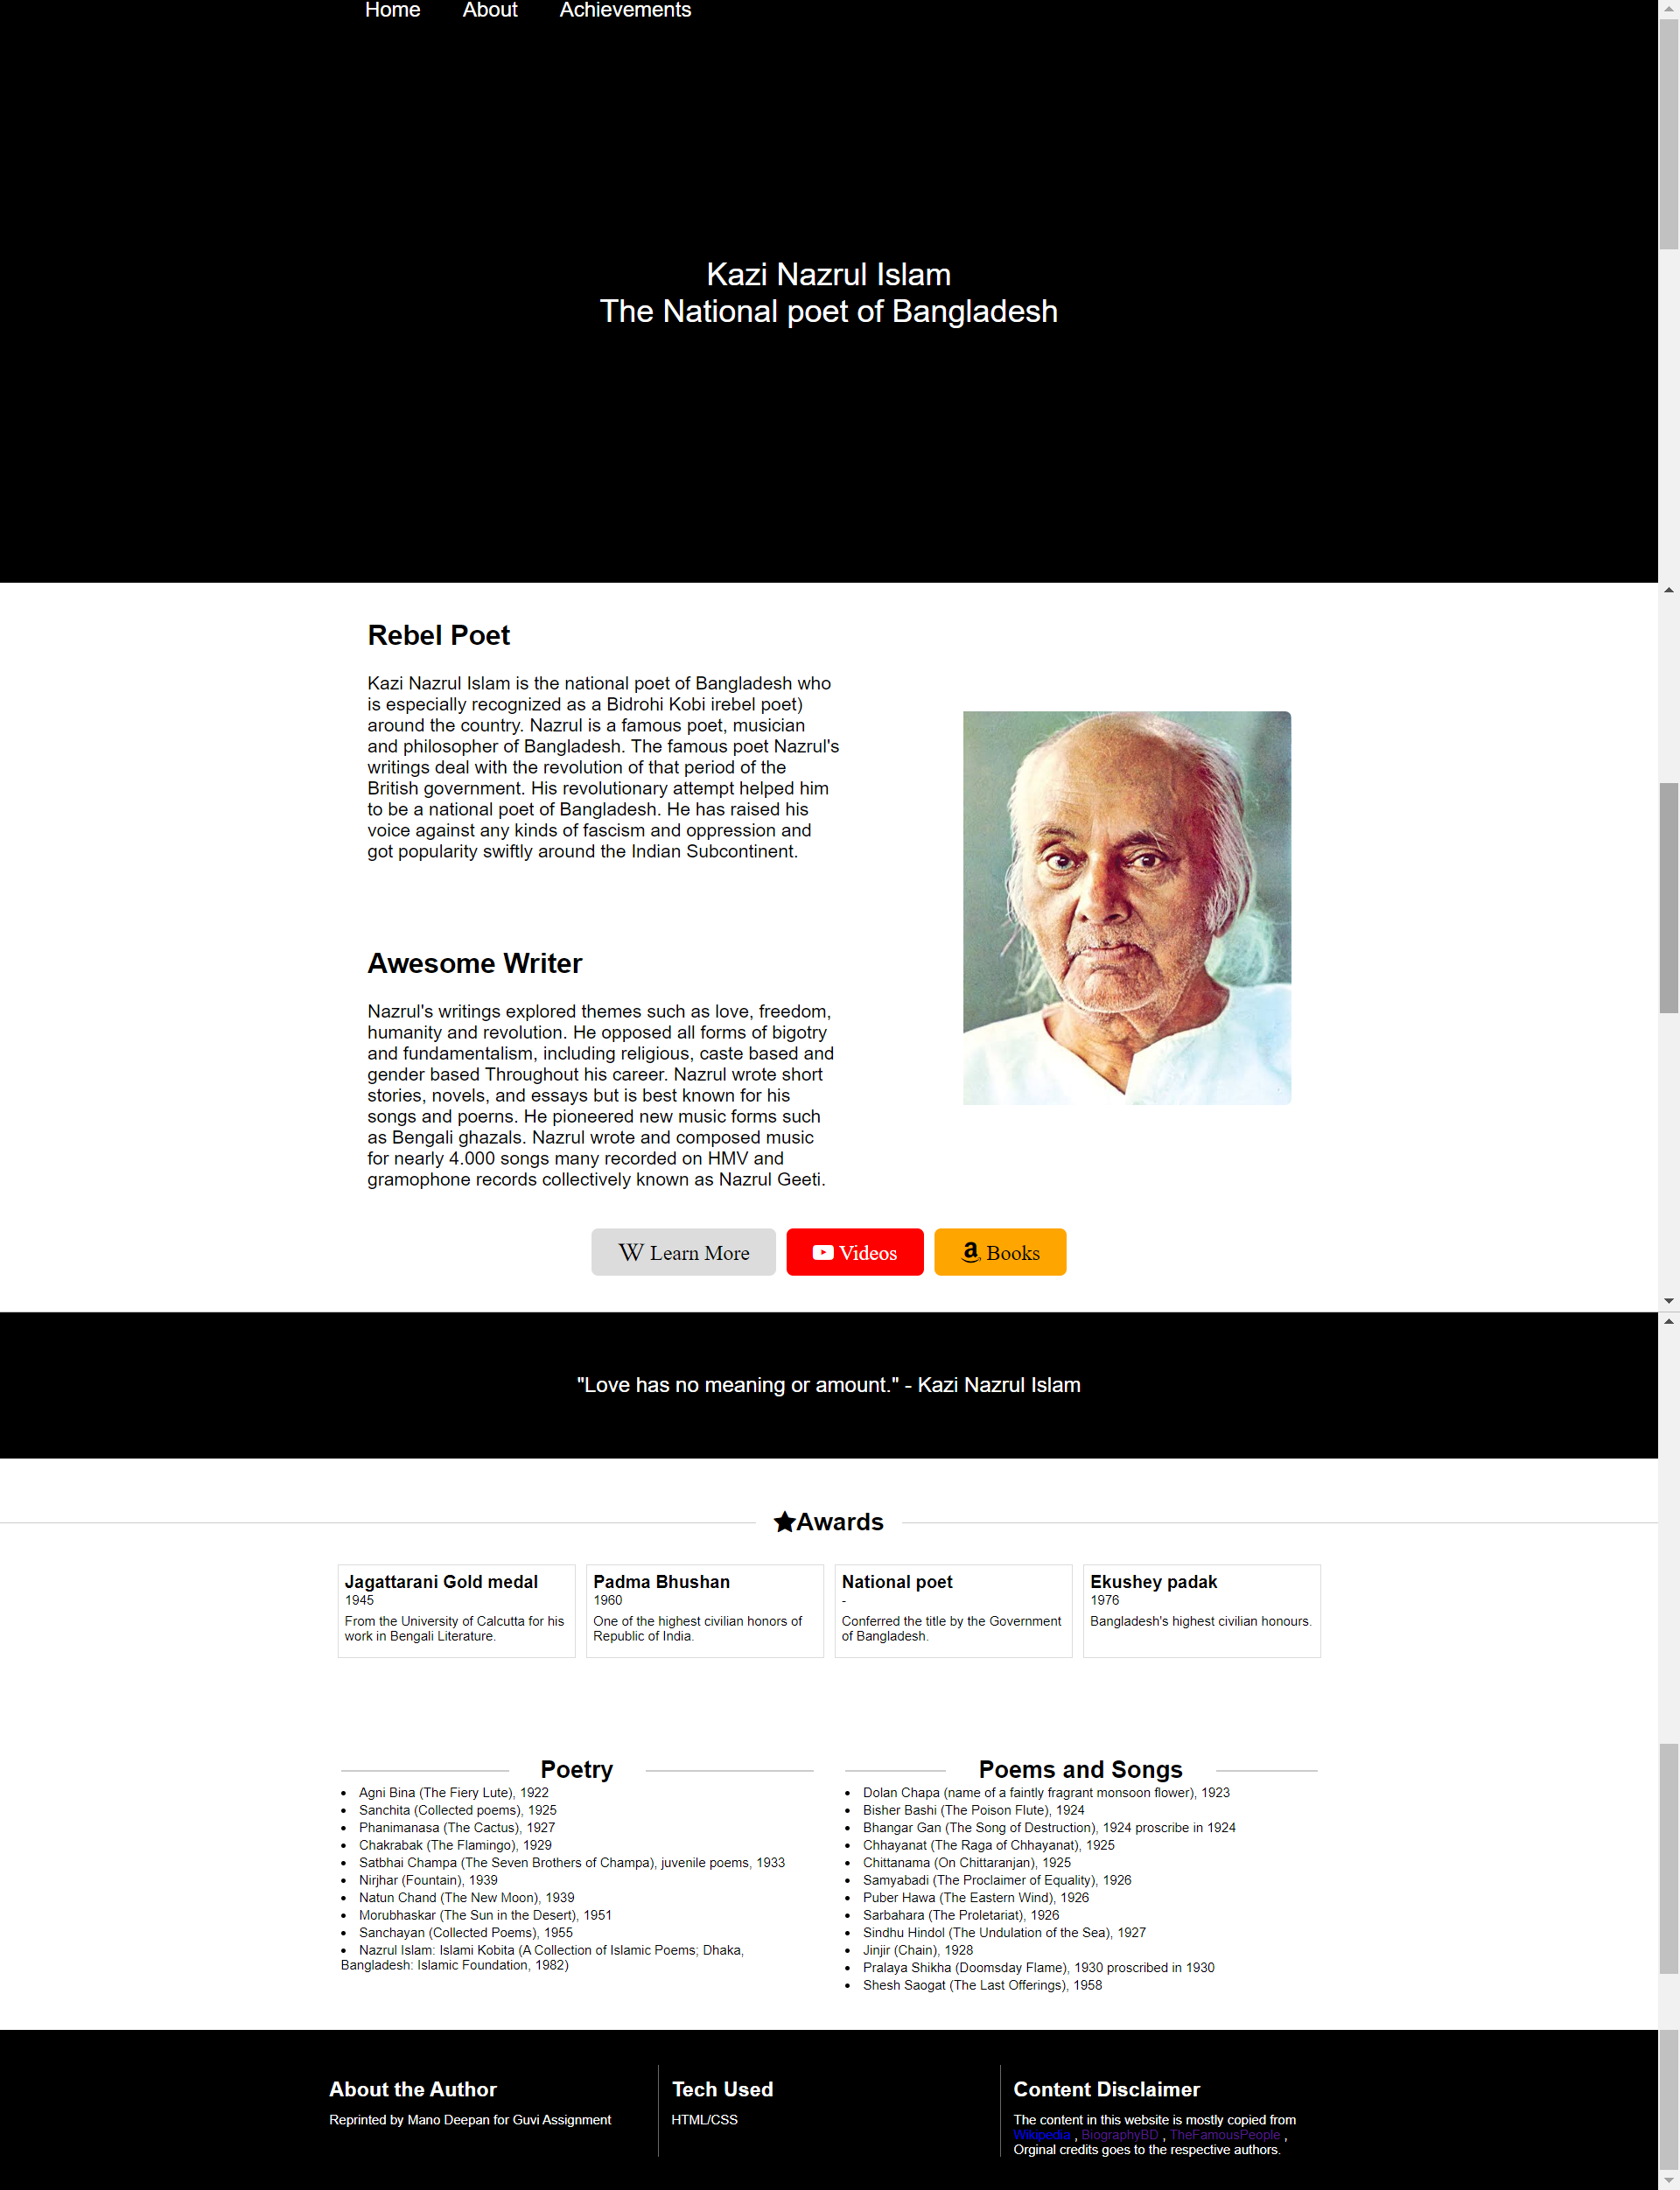 Home About Achievements
Kazi Nazrul Islam
The National poet of Bangladesh
Rebel Poet
Kazi Nazrul Islam is the national poet of Bangladesh who
is especially recognized as a Bidrohi Kobi irebel poet)
around the country. Nazrul is a famous poet, musician
and philosopher of Bangladesh. The famous poet Nazrul's
writings deal with the revolution of that period of the
British government. His revolutionary attempt helped him
to be a national poet of Bangladesh. He has raised his
voice against any kinds of fascism and oppression and
got popularity swiftly around the Indian Subcontinent.
Awesome Writer
Nazrul's writings explored themes such as love, freedom,
humanity and revolution. He opposed all forms of bigotry
and fundamentalism, including religious, caste based and
gender based Throughout his career. Nazrul wrote short
stories, novels, and essays but is best known for his
songs and poerns. He pioneered new music forms such
as Bengali ghazals. Nazrul wrote and composed music
for nearly 4.000 songs many recorded on HMV and
gramophone records collectively known as Nazrul Geeti.
W Learn More Videos Books
"Love has no meaning or amount." - Kazi Nazrul Islam
Awards
Jagattarani Gold medal
1945
From the University of Calcutta for his
work in Bengali Literature.
Padma Bhushan
1960
One of the highest civilian honors of
Republic of India.
National poet
-
Conferred the title by the Government
of Bangladesh.
Ekushey padak
1976
Bangladesh's highest civilian honours.
Poetry
• Agni Bina (The Fiery Lute), 1922
• Sanchita (Collected poems), 1925
• Phanimanasa (The Cactus), 1927
• Chakrabak (The Flamingo), 1929
• Satbhai Champa (The Seven Brothers of Champa), juvenile poems, 1933
• Nirjhar (Fountain), 1939
• Natun Chand (The New Moon), 1939
• Morubhaskar (The Sun in the Desert), 1951
• Sanchayan (Collected Poems), 1955
• Nazrul Islam: Islami Kobita (A Collection of Islamic Poems; Dhaka,
Bangladesh: Islamic Foundation, 1982)
Poems and Songs
• Dolan Chapa (name of a faintly fragrant monsoon flower), 1923
• Bisher Bashi (The Poison Flute), 1924
• Bhangar Gan (The Song of Destruction), 1924 proscribe in 1924
• Chhayanat (The Raga of Chhayanat), 1925
• Chittanama (On Chittaranjan), 1925
• Samyabadi (The Proclaimer of Equality), 1926
• Puber Hawa (The Eastern Wind), 1926
• Sarbahara (The Proletariat), 1926
• Sindhu Hindol (The Undulation of the Sea), 1927
• Jinjir (Chain), 1928
• Pralaya Shikha (Doomsday Flame), 1930 proscribed in 1930
• Shesh Saogat (The Last Offerings), 1958
About the Author
Reprinted by Mano Deepan for Guvi Assignment
Tech Used
HTML/CSS
Content Disclaimer
The content in this website is mostly copied from
Wikipedia , BiographyBD , TheFamousPeople ,
Orginal credits goes to the respective authors.